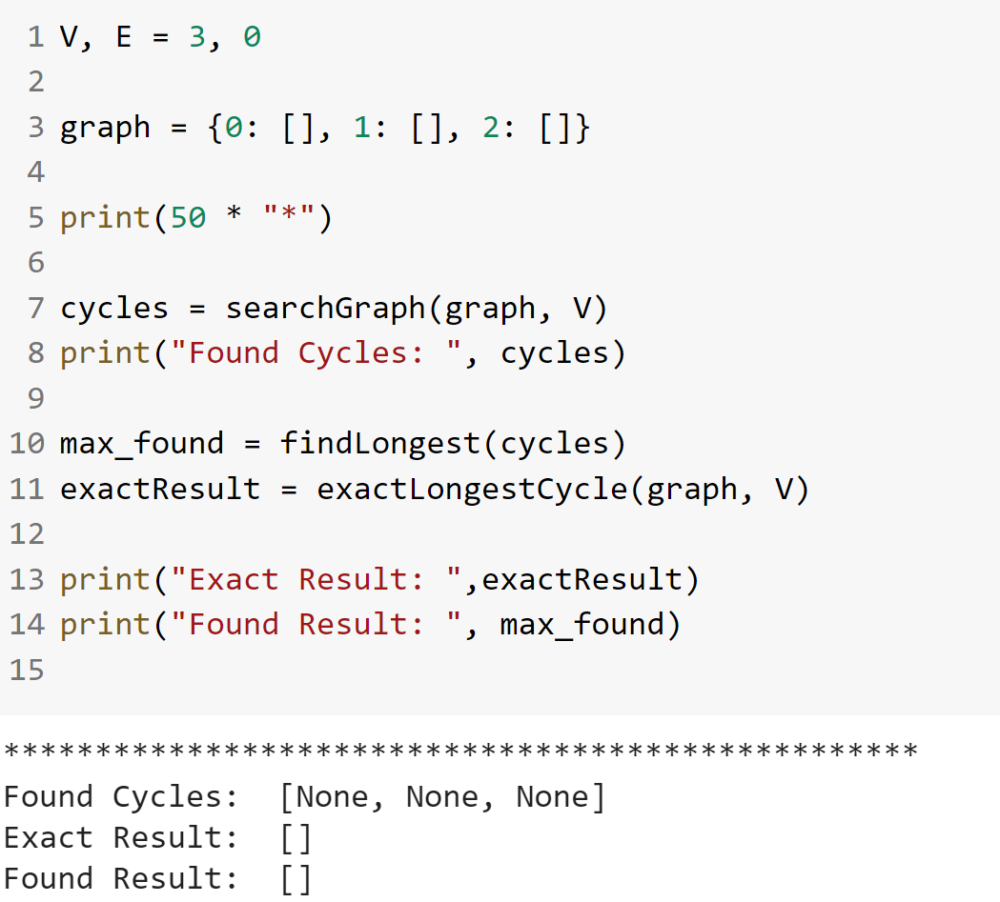 1 V, E = 3, 0
2
3 graph = {0: [], 1: [], 2: []}
4
5 print(50 * "*")
6
7 cycles = searchGraph(graph, V)
8 print("Found Cycles: ", cycles)
9
10 max_found = findLongest(cycles)
11 exactResult = exactLongestCycle(graph, V)
12
13 print("Exact Result: ",exactResult)
14 print("Found Result: ", max_found)
15
**************************************************
Found Cycles:  [None, None, None]
Exact Result:  []
Found Result:  []